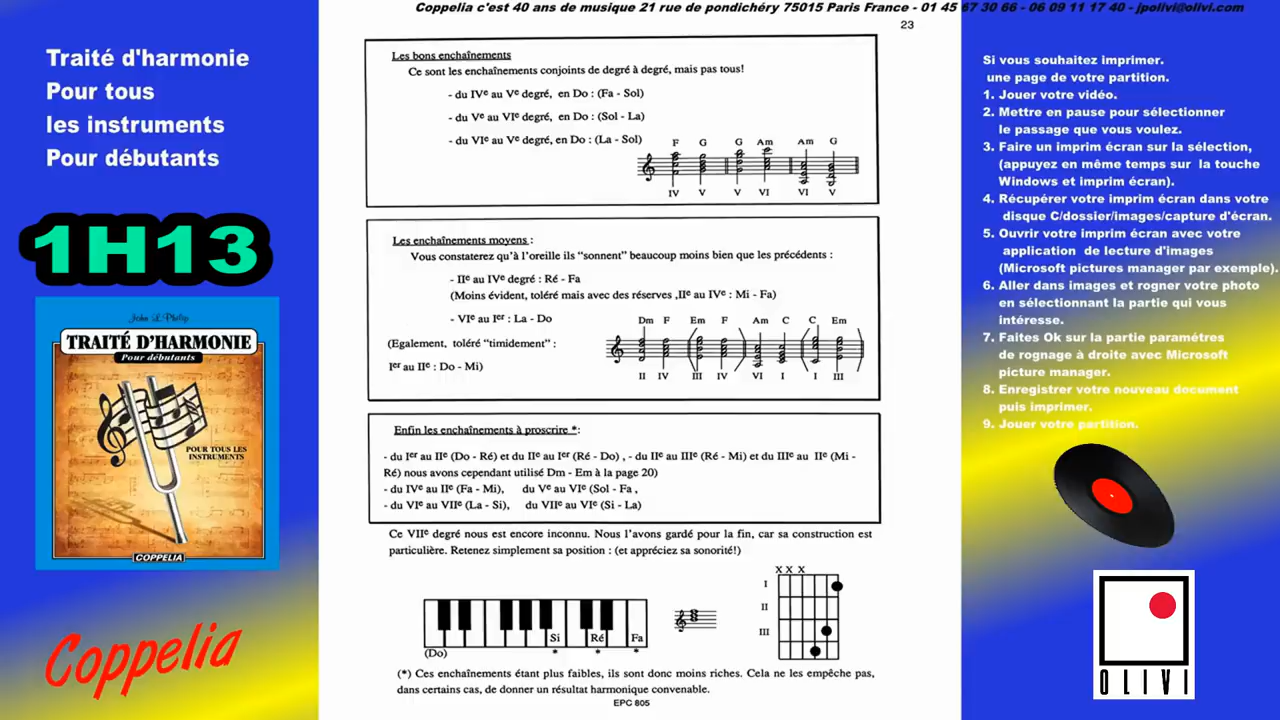 Coppelia c'est 40 ans de musique 21 rue de pondichéry 75015 Paris France - 01 45 67 30 66 - 06 09 11 17 40 - jpolivi@olivi.com
Traité d'harmonie
Pour tous
les instruments
Pour débutants
1H13
John L. Philip
TRAITÉ D'HARMONIE
Pour débutants
POUR TOUS LES
INSTRUMENTS
COPPELIA
Coppelia
23
Les bons enchaînements
Ce sont les enchaînements conjoints de degré à degré, mais pas tous!
- du IVe au Ve degré, en Do : (Fa - Sol)
- du Ve au VIe degré, en Do : (Sol - La)
- du VIe au Ve degré, en Do : (La - Sol)
F G G Am Am G
IV V V VI VI V
Les enchaînements moyens :
Vous constaterez qu'à l'oreille ils "sonnent" beaucoup moins bien que les précédents :
- IIe au IVe degré : Ré - Fa
(Moins évident, toléré mais avec des réserves ,IIe au IVe : Mi - Fa)
- VIe au Ier : La - Do
(Egalement, toléré "timidement" :
Ier au IIe : Do - Mi)
Dm F Em F Am C C Em
II IV III IV VI I I III
Enfin les enchaînements à proscrire *:
- du Ier au IIe (Do - Ré) et du IIe au Ier (Ré - Do) , - du IIe au IIIe (Ré - Mi) et du IIIe au IIe (Mi -
Ré) nous avons cependant utilisé Dm - Em à la page 20)
- du IVe au IIe (Fa - Mi), du Ve au VIe (Sol - Fa ,
- du VIe au VIIe (La - Si), du VIIe au VIe (Si - La)
Ce VIIe degré nous est encore inconnu. Nous l'avons gardé pour la fin, car sa construction est
particulière. Retenez simplement sa position : (et appréciez sa sonorité!)
X X X
I
II
III
Si Ré Fa
(Do) * * *
(*) Ces enchaînements étant plus faibles, ils sont donc moins riches. Cela ne les empêche pas,
dans certains cas, de donner un résultat harmonique convenable.
EPC 805
Si vous souhaitez imprimer.
une page de votre partition.
1. Jouer votre vidéo.
2. Mettre en pause pour sélectionner
le passage que vous voulez.
3. Faire un imprim écran sur la sélection,
(appuyez en même temps sur la touche
Windows et imprim écran).
4. Récupérer votre imprim écran dans votre
disque C/dossier/images/capture d'écran.
5. Ouvrir votre imprim écran avec votre
application de lecture d'images
(Microsoft pictures manager par exemple).
6. Aller dans images et rogner votre photo
en sélectionnant la partie qui vous
intéresse.
7. Faites Ok sur la partie paramétres
de rognage à droite avec Microsoft
picture manager.
8. Enregistrer votre nouveau document
puis imprimer.
9. Jouer votre partition.
OLIVI